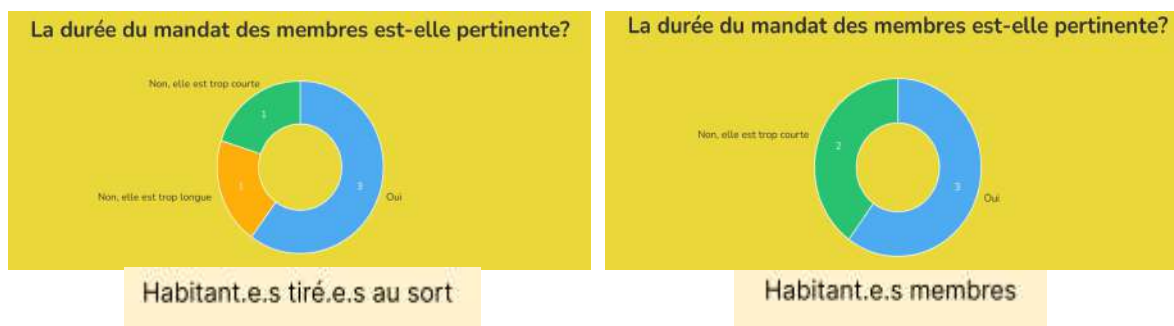 La durée du mandat des membres est-elle pertinente?
Non, elle est trop courte
1
1
3
Non, elle est trop longue
Oui
Habitant.e.s tiré.e.s au sort
La durée du mandat des membres est-elle pertinente?
Non, elle est trop courte
2
3
Oui
Habitant.e.s membres